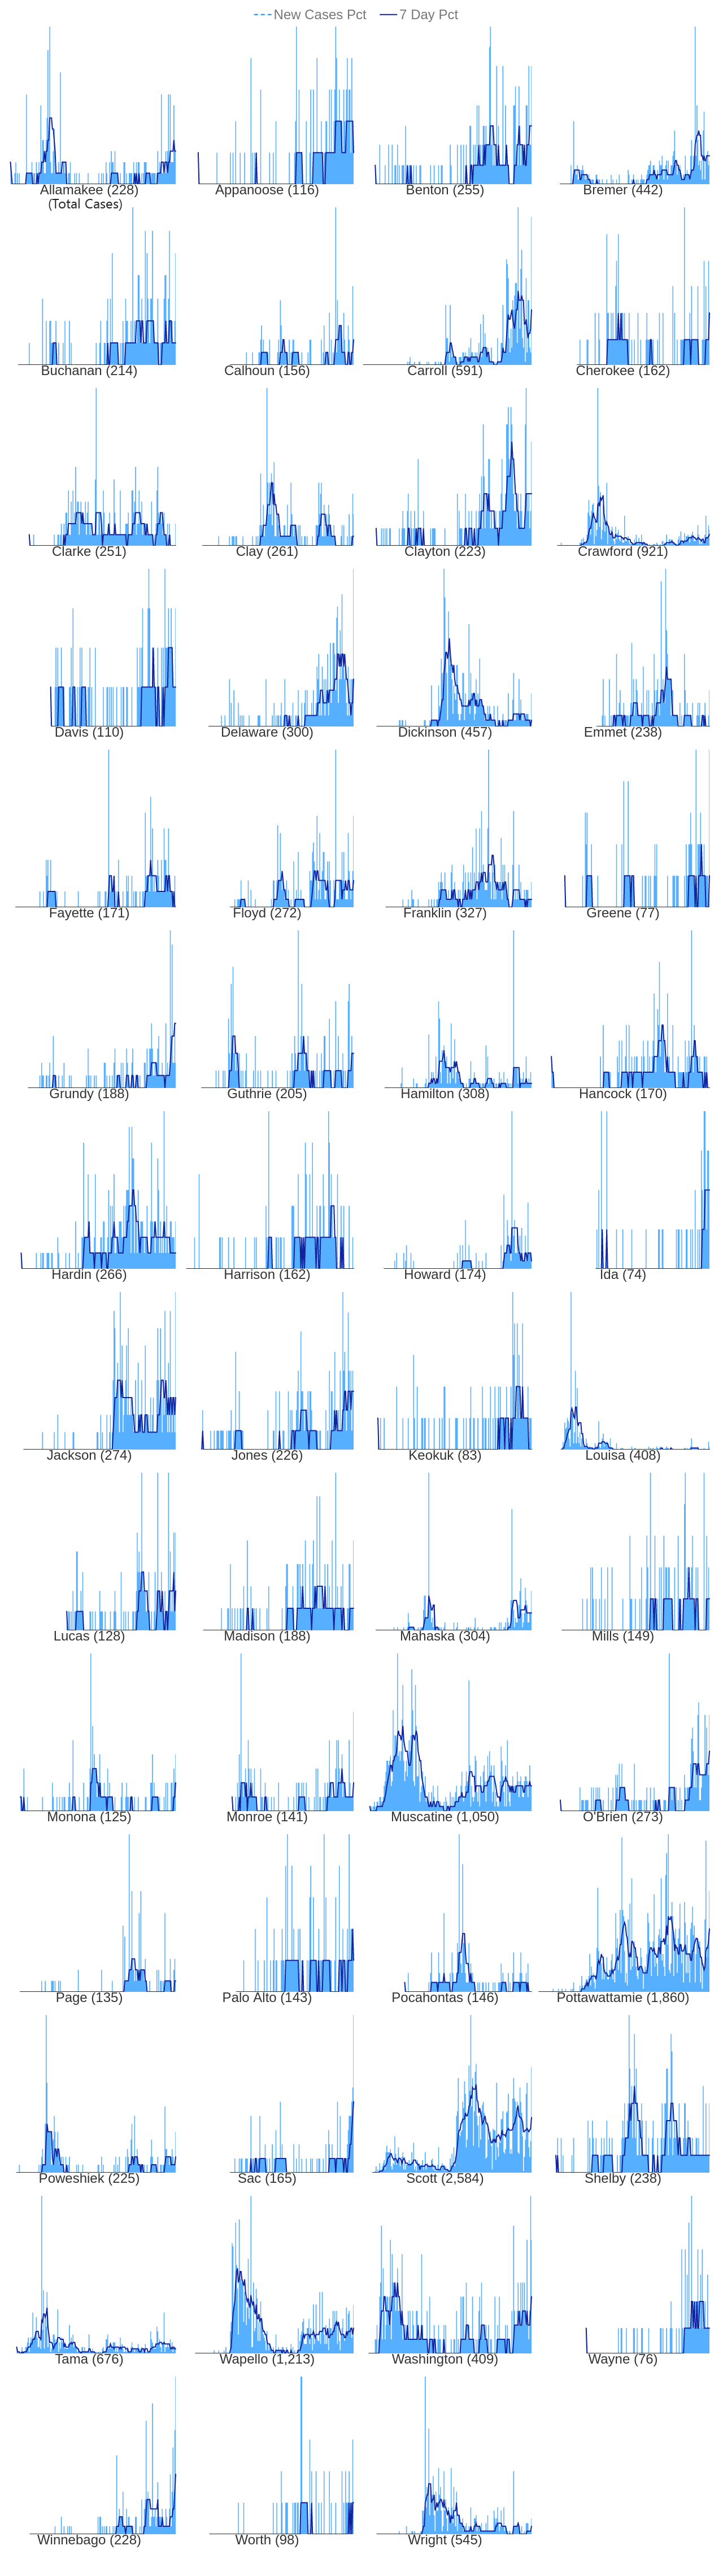 New Cases Pct 7 Day Pct
Allamakee (228) Appanoose (116) Benton (255) Bremer (442)
(Total Cases)
Buchanan (214) Calhoun (156) Carroll (591) Cherokee (162)
Clarke (251) Clay (261) Clayton (223) Crawford (921)
Davis (110) Delaware (300) Dickinson (457) Emmet (238)
Fayette (171) Floyd (272) Franklin (327) Greene (77)
Grundy (188) Guthrie (205) Hamilton (308) Hancock (170)
Hardin (266) Harrison (162) Howard (174) Ida (74)
Jackson (274) Jones (226) Keokuk (83) Louisa (408)
Lucas (128) Madison (188) Mahaska (304) Mills (149)
Monona (125) Monroe (141) Muscatine (1,050) O'Brien (273)
Page (135) Palo Alto (143) Pocahontas (146) Pottawattamie (1,860)
Poweshiek (225) Sac (165) Scott (2,584) Shelby (238)
Tama (676) Wapello (1,213) Washington (409) Wayne (76)
Winnebago (228) Worth (98) Wright (545)